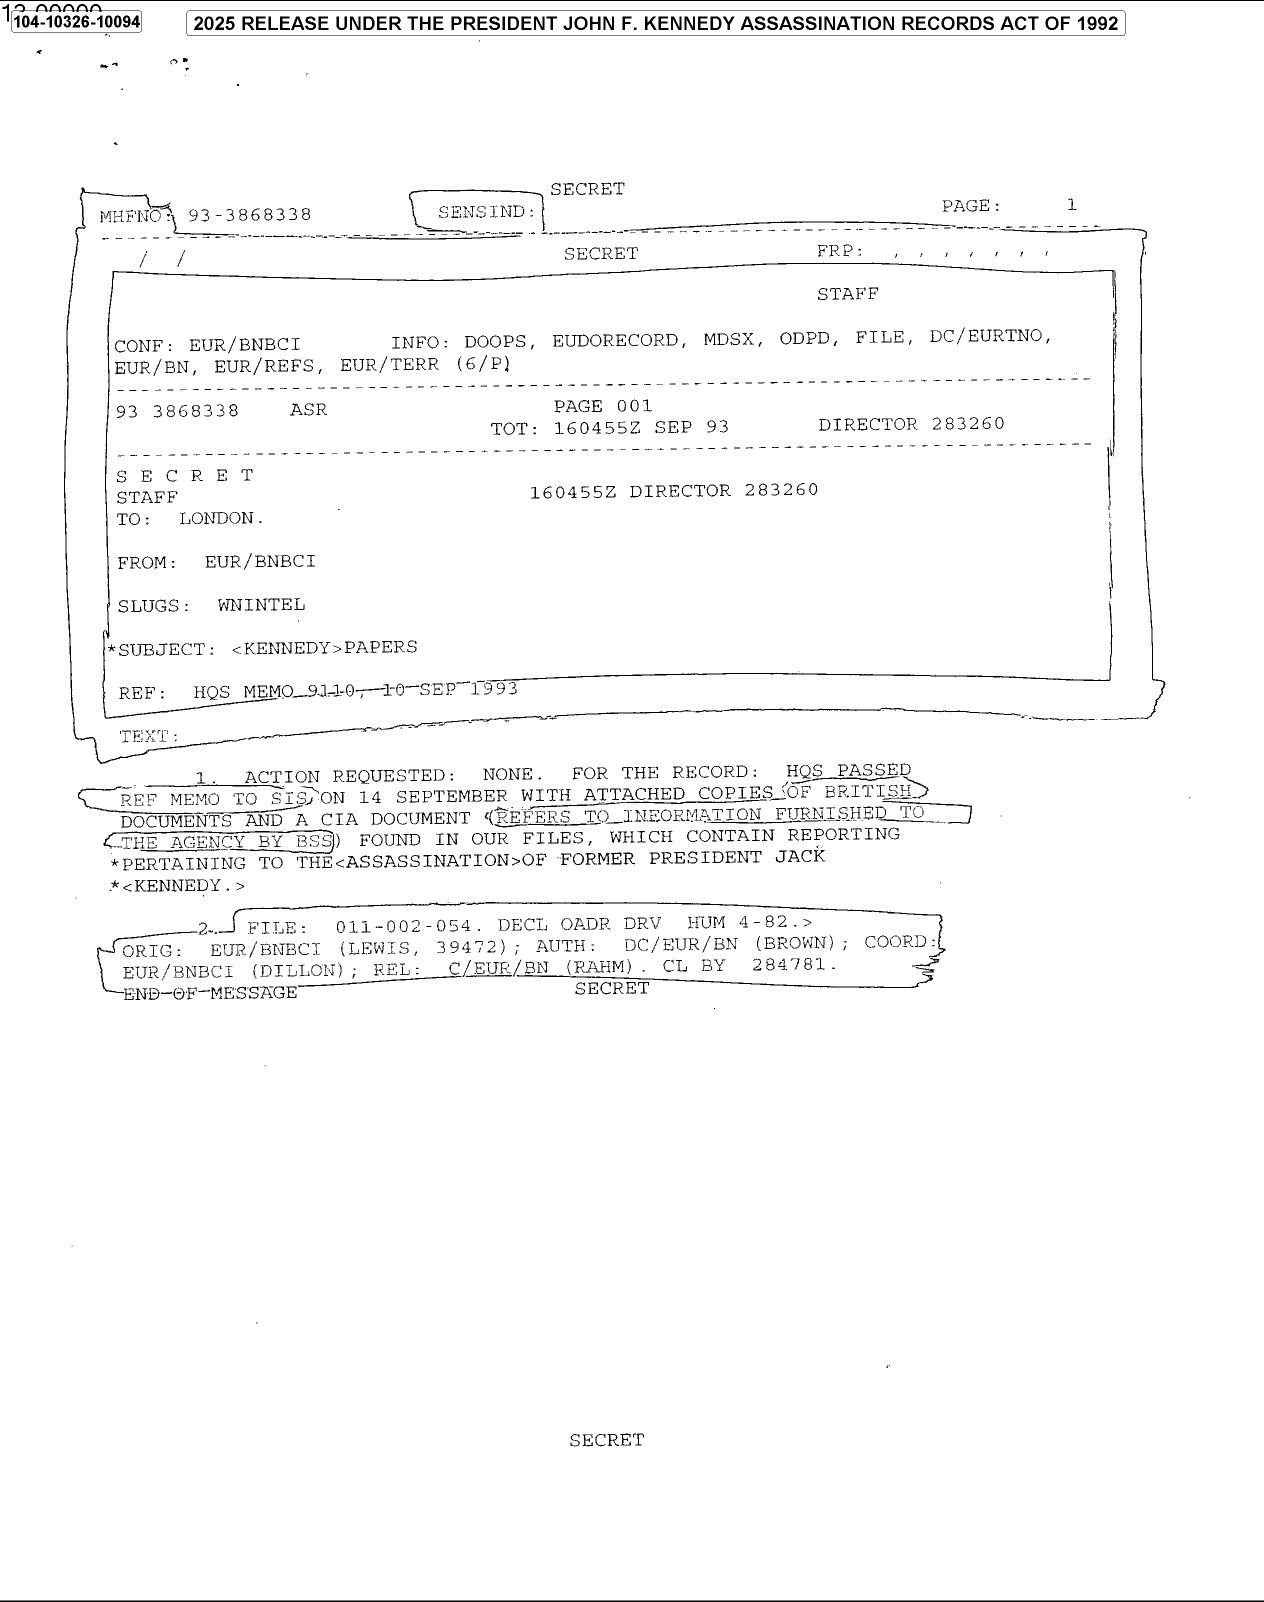 13-00000
104-10326-10094
2025 RELEASE UNDER THE PRESIDENT JOHN F. KENNEDY ASSASSINATION RECORDS ACT OF 1992
SECRET
MHFNO: 93-3868338 SENSIND: PAGE: 1
/ / SECRET FRP: , , , , , , ,
STAFF
CONF: EUR/BNBCI INFO: DOOPS, EUDORECORD, MDSX, ODPD, FILE, DC/EURTNO,
EUR/BN, EUR/REFS, EUR/TERR (6/P)
93 3868338 ASR PAGE 001
TOT: 160455Z SEP 93 DIRECTOR 283260
S E C R E T
STAFF 160455Z DIRECTOR 283260
TO: LONDON.
FROM: EUR/BNBCI
SLUGS: WNINTEL
*SUBJECT: <KENNEDY>PAPERS
REF: HQS MEMO 9110, 10 SEP 1993
TEXT:
1. ACTION REQUESTED: NONE. FOR THE RECORD: HQS PASSED
REF MEMO TO SIS ON 14 SEPTEMBER WITH ATTACHED COPIES OF BRITISH
DOCUMENTS AND A CIA DOCUMENT (REFERS TO INFORMATION FURNISHED TO
THE AGENCY BY BSS) FOUND IN OUR FILES, WHICH CONTAIN REPORTING
*PERTAINING TO THE<ASSASSINATION>OF FORMER PRESIDENT JACK
*<KENNEDY.>
2. FILE: 011-002-054. DECL OADR DRV HUM 4-82.>
ORIG: EUR/BNBCI (LEWIS, 39472); AUTH: DC/EUR/BN (BROWN); COORD:
EUR/BNBCI (DILLON); REL: C/EUR/BN (RAHM). CL BY 284781.
END OF MESSAGE SECRET
SECRET